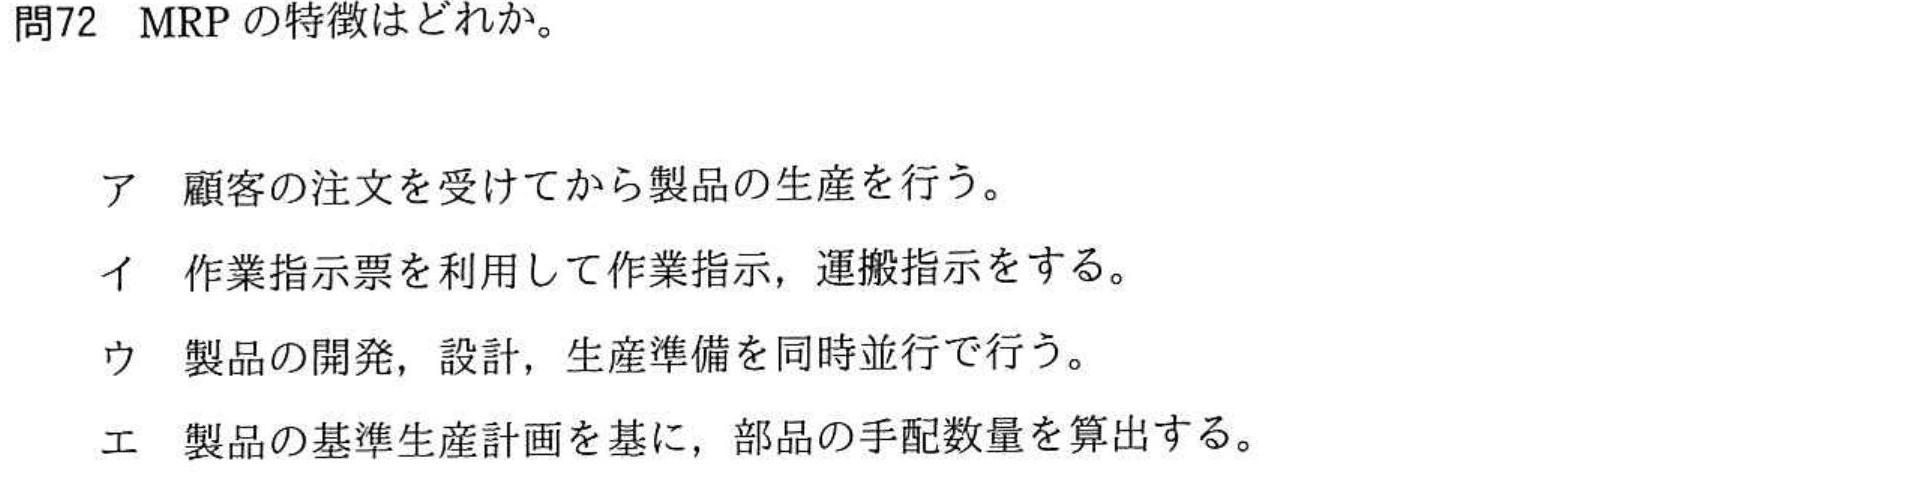 問72　MRP の特徴はどれか。
ア　顧客の注文を受けてから製品の生産を行う。
イ　作業指示票を利用して作業指示，運搬指示をする。
ウ　製品の開発，設計，生産準備を同時並行で行う。
エ　製品の基準生産計画を基に，部品の手配数量を算出する。